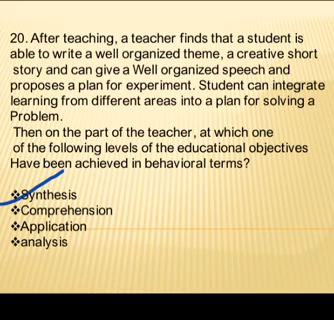 20. After teaching, a teacher finds that a student is
able to write a well organized theme, a creative short
story and can give a Well organized speech and
proposes a plan for experiment. Student can integrate
learning from different areas into a plan for solving a
Problem.
Then on the part of the teacher, at which one
of the following levels of the educational objectives
Have been achieved in behavioral terms?
❖Synthesis
❖Comprehension
❖Application
❖analysis